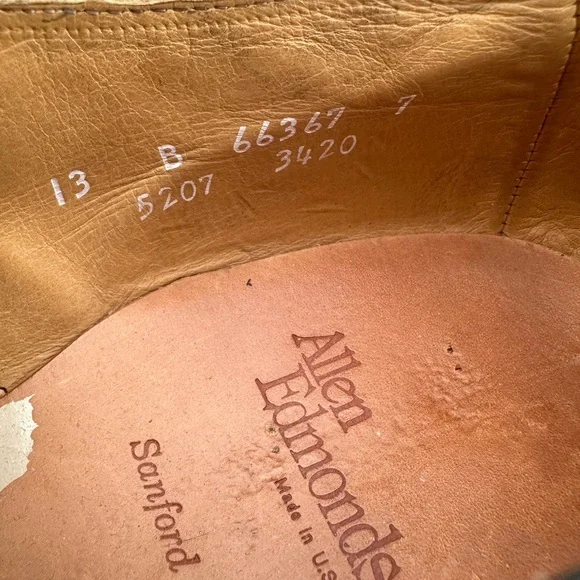 13 B 66367 7
5207 3420
Allen
Edmonds
Made in U.S
Sanford